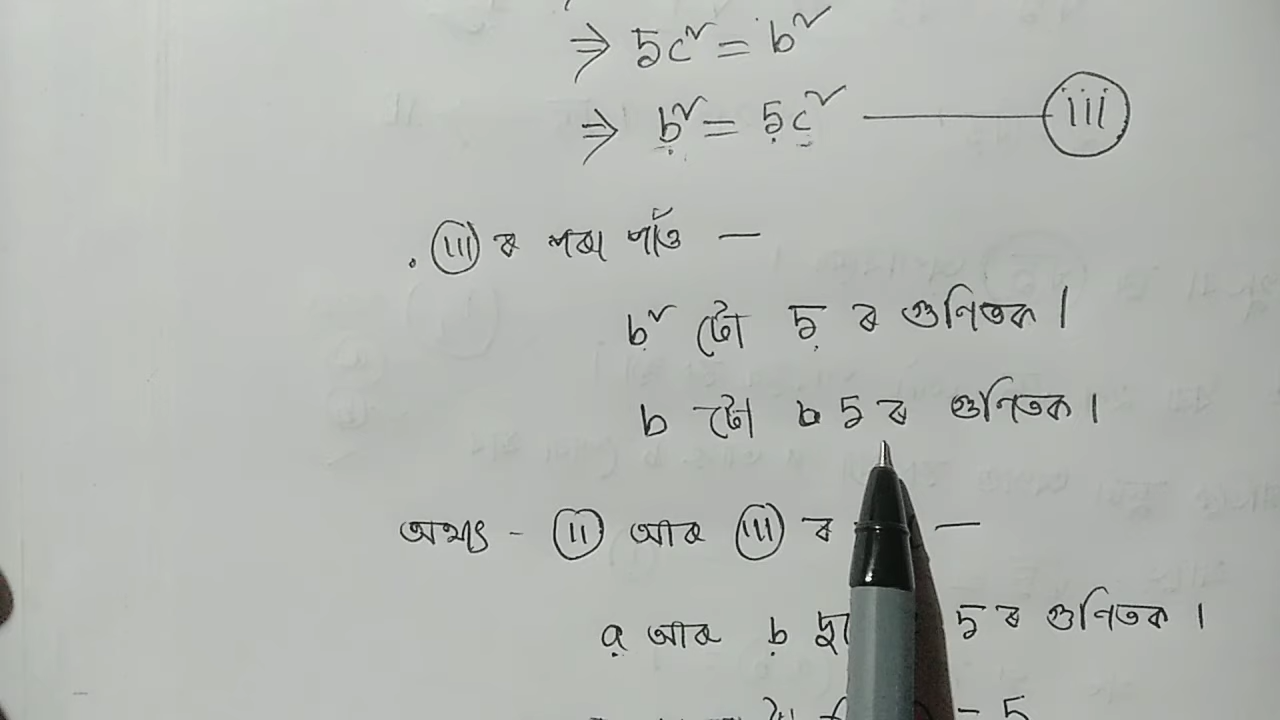 ⇒ 5c² = b²
⇒ b² = 5c² — (iii)
(iii) ৰ পৰা পাওঁ —
b² টো 5 ৰ গুণিতক।
b টো 5 ৰ গুণিতক।
অৰ্থাৎ - (ii) আৰু (iii) ৰ —
a আৰু b 5 ৰ গুণিতক।